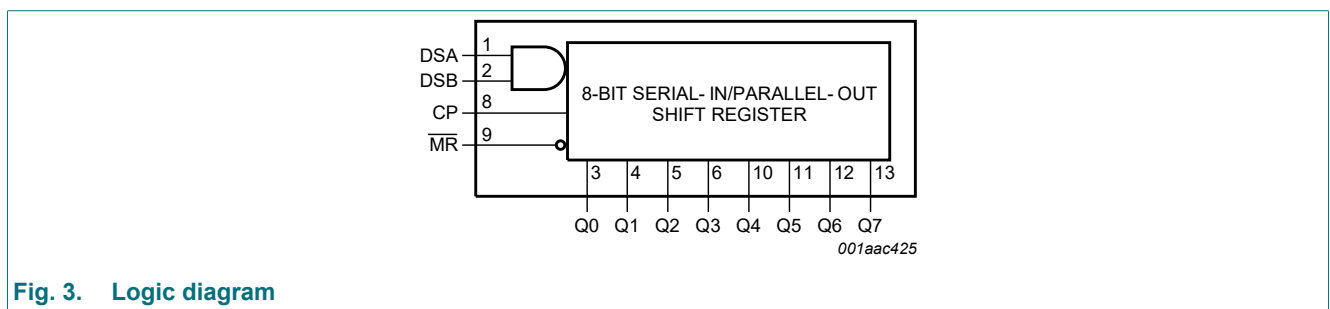 DSA
1
DSB
2
CP
8
MR
9
8-BIT SERIAL- IN/PARALLEL- OUT
SHIFT REGISTER
3 4 5 6 10 11 12 13
Q0 Q1 Q2 Q3 Q4 Q5 Q6 Q7
001aac425
Fig. 3. Logic diagram